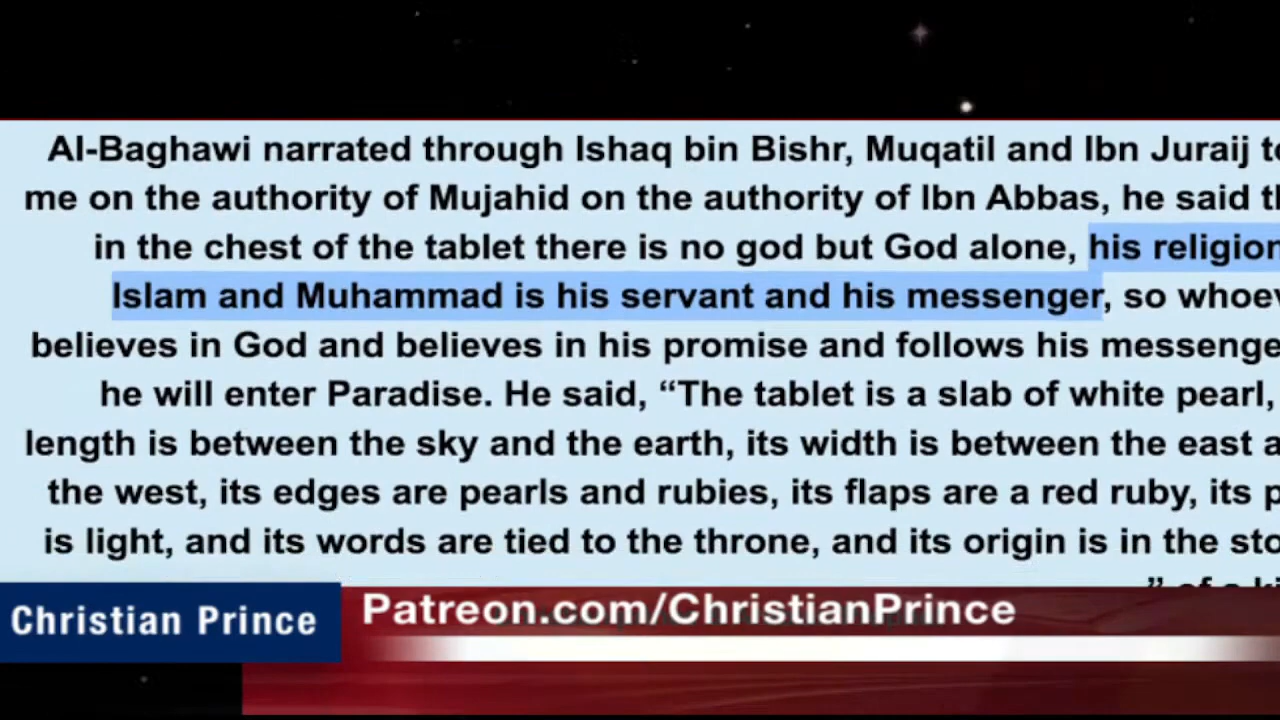 Al-Baghawi narrated through Ishaq bin Bishr, Muqatil and Ibn Juraij
me on the authority of Mujahid on the authority of Ibn Abbas, he said
in the chest of the tablet there is no god but God alone, his religion
Islam and Muhammad is his servant and his messenger, so
believes in God and believes in his promise and follows his
he will enter Paradise. He said, “The tablet is a slab of white pearl,
length is between the sky and the earth, its width is between the east
the west, its edges are pearls and rubies, its flaps are a red ruby, its
is light, and its words are tied to the throne, and its origin is in the
Christian Prince
Patreon.com/ChristianPrince